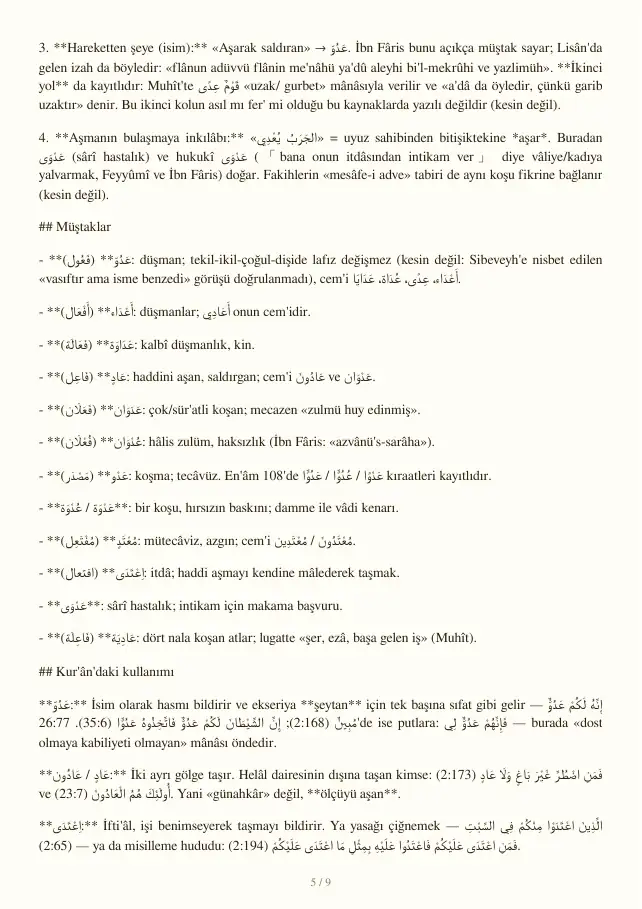 3. **Hareketten şeye (isim):** «Aşarak saldıran» → عَدُوّ. İbn Fâris bunu açıkça müştak sayar; Lisân'da
gelen izah da böyledir: «flânun adüvvü flânin me'nâhü ya'dû aleyhi bi'l-mekrûhi ve yazlimüh». **İkinci
yol** da kayıtlıdır: Muhît'te قَوْمٌ عِدًى «uzak/ gurbet» mânâsıyla verilir ve «a'dâ da öyledir, çünkü garib
uzaktır» denir. Bu ikinci kolun asıl mı fer' mi olduğu bu kaynaklarda yazılı değildir (kesin değil).
4. **Aşmanın bulaşmaya inkılâbı:** «الجَرَبُ يُعْدِي» = uyuz sahibinden bitişiktekine *aşar*. Buradan
عَدْوَى (sârî hastalık) ve hukukî عَدْوَى (「bana onun itdâsından intikam ver」 diye vâliye/kadıya
yalvarmak, Feyyûmî ve İbn Fâris) doğar. Fakihlerin «mesâfe-i adve» tabiri de aynı koşu fikrine bağlanır
(kesin değil).
## Müştaklar
- **عَدُوّ** (فَعُول): düşman; tekil-ikil-çoğul-dişide lafız değişmez (kesin değil: Sibeveyh'e nisbet edilen
«vasıftır ama isme benzedi» görüşü doğrulanmadı), cem'i أَعْدَاء، عِدًى، عُدَاة، عَدَايَا.
- **أَعْدَاء** (أَفْعَال): düşmanlar; أَعَادِي onun cem'idir.
- **عَدَاوَة** (فَعَالَة): kalbî düşmanlık, kin.
- **عَادٍ** (فَاعِل): haddini aşan, saldırgan; cem'i عَادُونَ ve عَدْوَان.
- **عَدَوَان** (فَعَلَان): çok/sür'atli koşan; mecazen «zulmü huy edinmiş».
- **عُدْوَان** (فُعْلَان): hâlis zulüm, haksızlık (İbn Fâris: «azvânü's-sarâha»).
- **عَدْو** (مَصْدَر): koşma; tecâvüz. En'âm 108'de عَدْوًا / عُدُوًّا / عَدُوًّا kıraatleri kayıtlıdır.
- **عَدْوَة / عُدْوَة**: bir koşu, hırsızın baskını; damme ile vâdi kenarı.
- **مُعْتَدٍ** (مُفْتَعِل): mütecâviz, azgın; cem'i مُعْتَدُونَ / مُعْتَدِين.
- **اِعْتَدَى** (افتعال): itdâ; haddi aşmayı kendine mâlederek taşmak.
- **عَدْوَى**: sârî hastalık; intikam için makama başvuru.
- **عَادِيَة** (فَاعِلَة): dört nala koşan atlar; lugatte «şer, ezâ, başa gelen iş» (Muhît).
## Kur'ân'daki kullanımı
**عَدُوّ:** İsim olarak hasmı bildirir ve ekseriya **şeytan** için tek başına sıfat gibi gelir — إِنَّهُ لَكُمْ عَدُوٌّ
مُبِينٌ (2:168); إِنَّ الشَّيْطَانَ لَكُمْ عَدُوٌّ فَاتَّخِذُوهُ عَدُوًّا (35:6). 26:77'de ise putlara: فَإِنَّهُمْ عَدُوٌّ لِي — burada «dost
olmaya kabiliyeti olmayan» mânâsı öndedir.
**عَادٍ / عَادُون:** İki ayrı gölge taşır. Helâl dairesinin dışına taşan kimse: فَمَنِ اضْطُرَّ غَيْرَ بَاغٍ وَلَا عَادٍ (2:173)
ve أُولَٰئِكَ هُمُ الْعَادُونَ (23:7). Yani «günahkâr» değil, **ölçüyü aşan**.
**اِعْتَدَى:** İfti'âl, işi benimseyerek taşmayı bildirir. Ya yasağı çiğnemek — الَّذِينَ اعْتَدَوْا مِنْكُمْ فِي السَّبْتِ
(2:65) — ya da misilleme hududu: فَمَنِ اعْتَدَى عَلَيْكُمْ فَاعْتَدُوا عَلَيْهِ بِمِثْلِ مَا اعْتَدَى عَلَيْكُمْ (2:194).
5 / 9